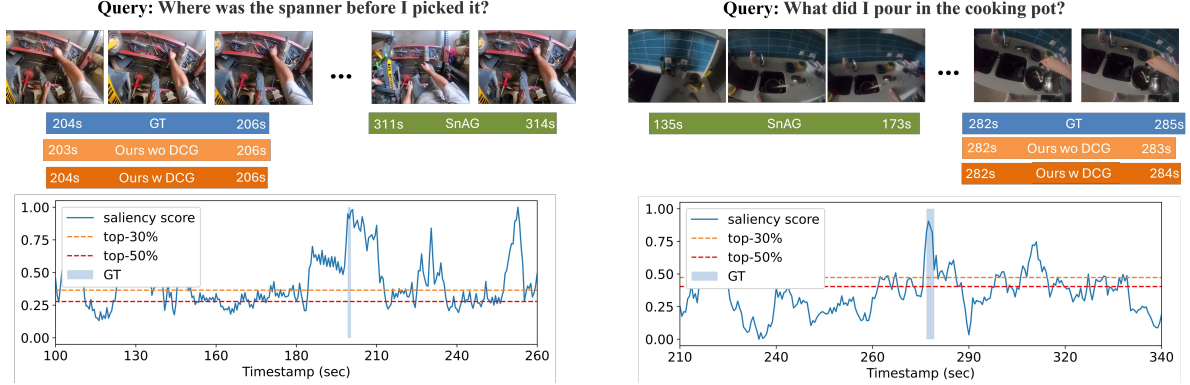 Query: Where was the spanner before I picked it?
...
204s GT 206s
311s SnAG 314s
203s Ours wo DCG 206s
204s Ours w DCG 206s
1.00
0.75
0.50
0.25
0.00
saliency score
top-30%
top-50%
GT
100 130 160 180 210 240 260
Timestamp (sec)
Query: What did I pour in the cooking pot?
...
135s SnAG 173s
282s GT 285s
282s Ours wo DCG 283s
282s Ours w DCG 284s
1.00
0.75
0.50
0.25
0.00
saliency score
top-30%
top-50%
GT
210 240 260 290 320 340
Timestamp (sec)